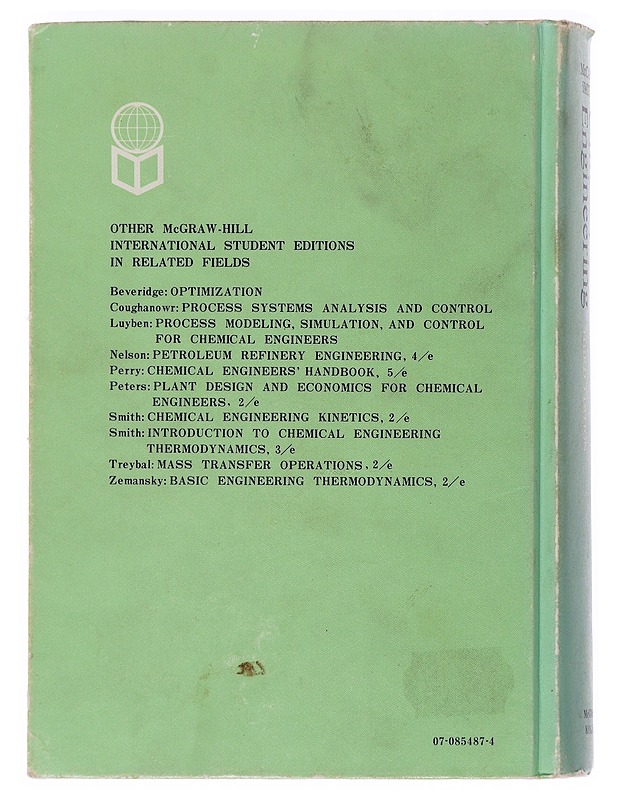 OTHER McGRAW-HILL
INTERNATIONAL STUDENT EDITIONS
IN RELATED FIELDS
Beveridge: OPTIMIZATION
Coughanowr: PROCESS SYSTEMS ANALYSIS AND CONTROL
Luyben: PROCESS MODELING, SIMULATION, AND CONTROL
FOR CHEMICAL ENGINEERS
Nelson: PETROLEUM REFINERY ENGINEERING, 4/e
Perry: CHEMICAL ENGINEERS' HANDBOOK, 5/e
Peters: PLANT DESIGN AND ECONOMICS FOR CHEMICAL
ENGINEERS, 2/e
Smith: CHEMICAL ENGINEERING KINETICS, 2/e
Smith: INTRODUCTION TO CHEMICAL ENGINEERING
THERMODYNAMICS, 3/e
Treybal: MASS TRANSFER OPERATIONS, 2/e
Zemansky: BASIC ENGINEERING THERMODYNAMICS, 2/e
07-085487-4
Engineering